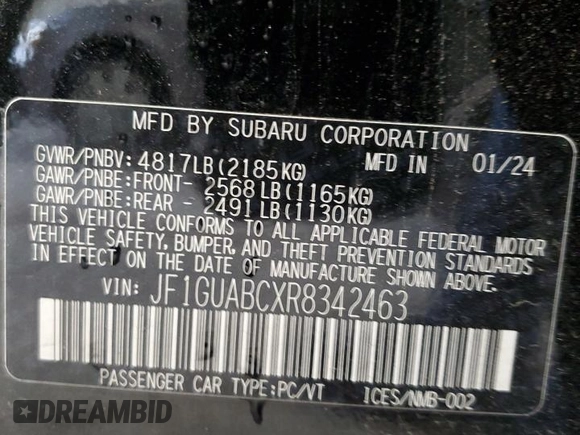 MFD BY SUBARU CORPORATION
GVWR/PNBV: 4817LB(2185KG) MFD IN 01/24
GAWR/PNBE:FRONT- 2568LB(1165KG)
GAWR/PNBE:REAR - 2491LB(1130KG)
THIS VEHICLE CONFORMS TO ALL APPLICABLE FEDERAL MOTOR
VEHICLE SAFETY, BUMPER, AND THEFT PREVENTION STANDARDS
IN EFFECT ON THE DATE OF MANUFACTURE SHOWN ABOVE.
VIN: JF1GUABCXR8342463
PASSENGER CAR TYPE:PC/VT ICES/NMB-002
DREAMBID